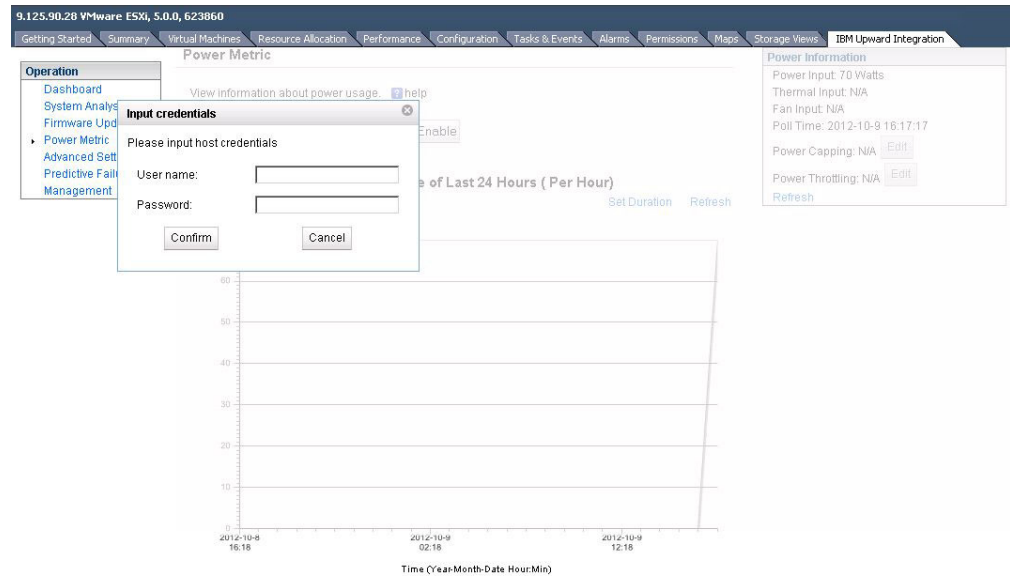 9.125.90.28 VMware ESXi, 5.0.0, 623860
Getting Started Summary Virtual Machines Resource Allocation Performance Configuration Tasks & Events Alarms Permissions Maps Storage Views IBM Upward Integration
Operation
Dashboard
System Analys
Firmware Upd
Power Metric
Advanced Sett
Predictive Failu
Management
Power Metric
View information about power usage. ? help
Enable
Input credentials
Please input host credentials
User name:
Password:
Confirm Cancel
e of Last 24 Hours ( Per Hour)
Set Duration Refresh
Power Information
Power Input: 70 Watts
Thermal Input: N/A
Fan Input: N/A
Poll Time: 2012-10-9 16:17:17
Power Capping: N/A Edit
Power Throttling: N/A Edit
Refresh
60
50
40
30
20
10
0
2012-10-8 2012-10-9 2012-10-9
16:18 02:18 12:18
Time (Year-Month-Date Hour:Min)